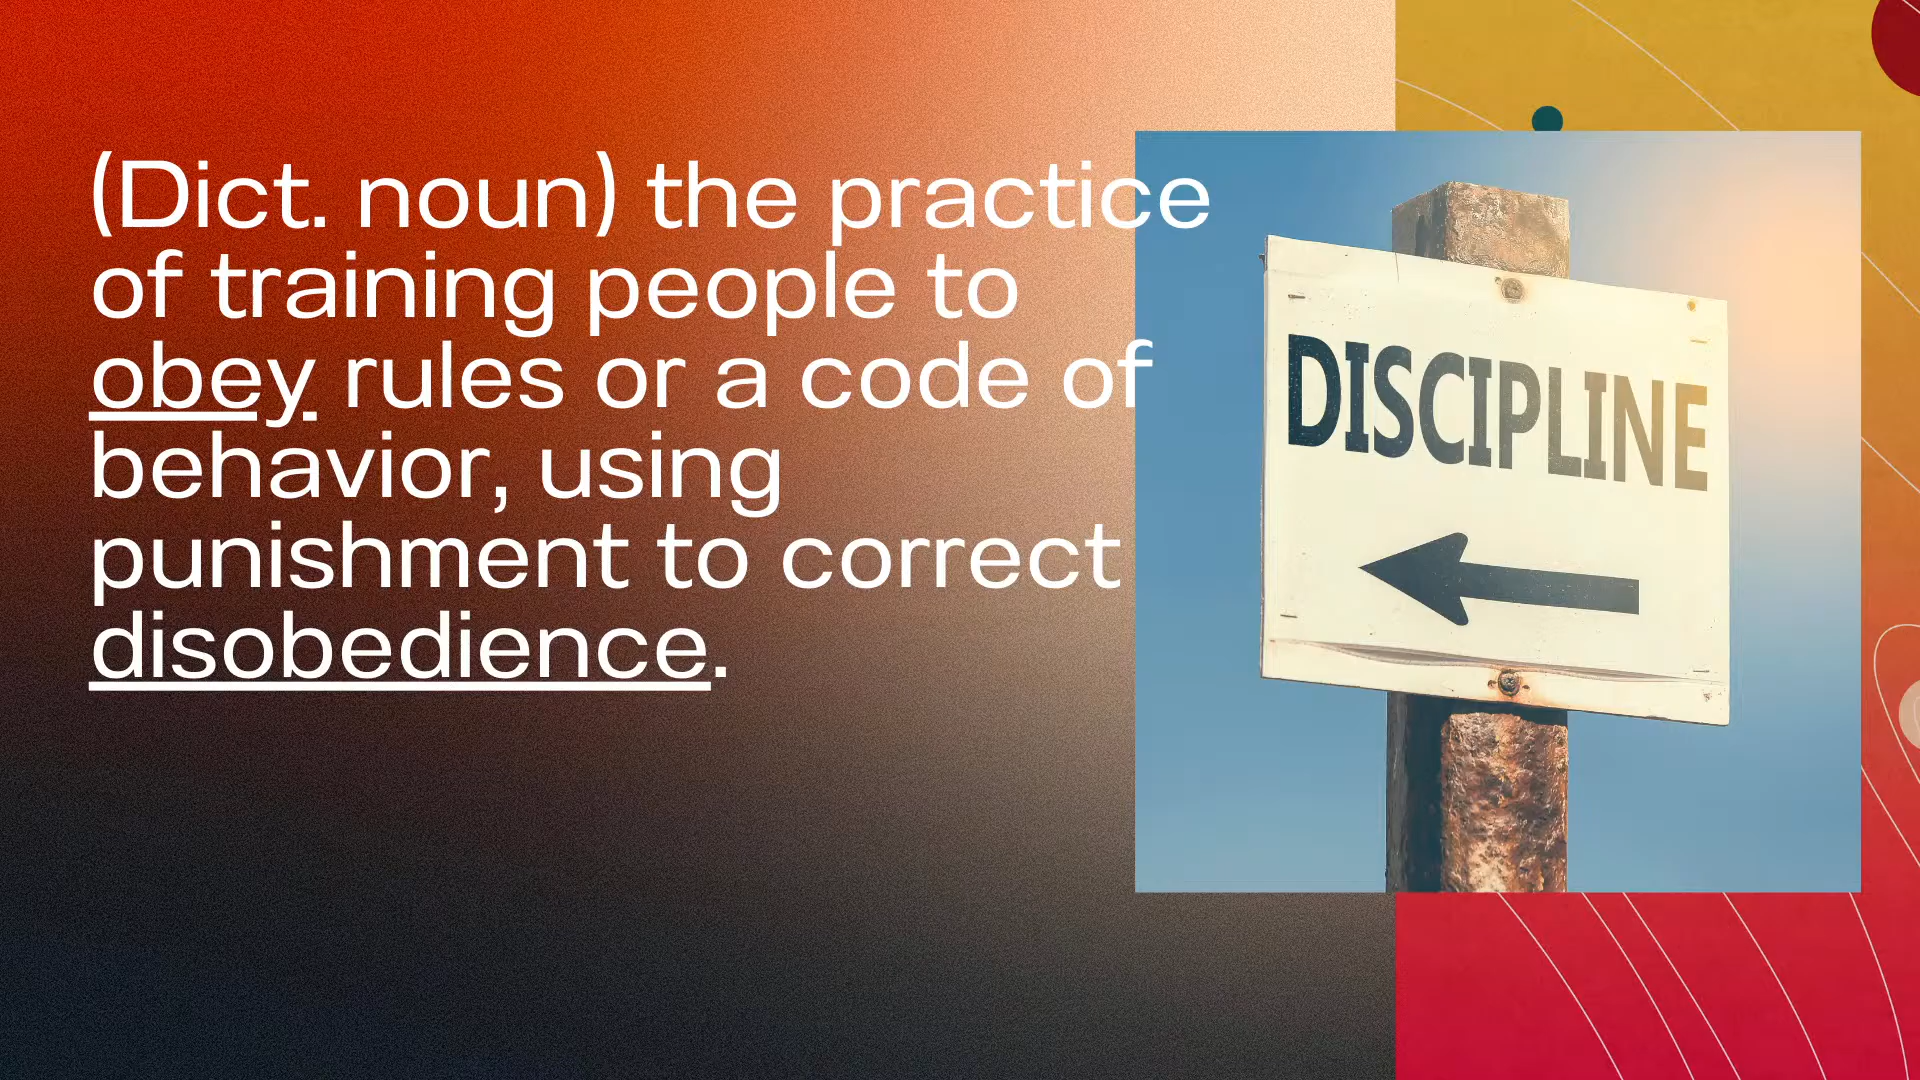 (Dict. noun) the practice
of training people to
obey rules or a code of
behavior, using
punishment to correct
disobedience.
DISCIPLINE